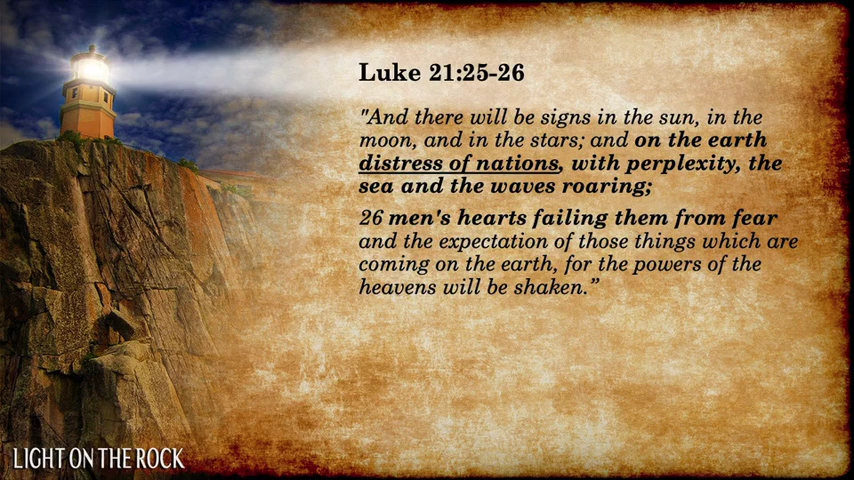 Luke 21:25-26
"And there will be signs in the sun, in the
moon, and in the stars; and on the earth
distress of nations, with perplexity, the
sea and the waves roaring;
26 men's hearts failing them from fear
and the expectation of those things which are
coming on the earth, for the powers of the
heavens will be shaken.”
LIGHT ON THE ROCK